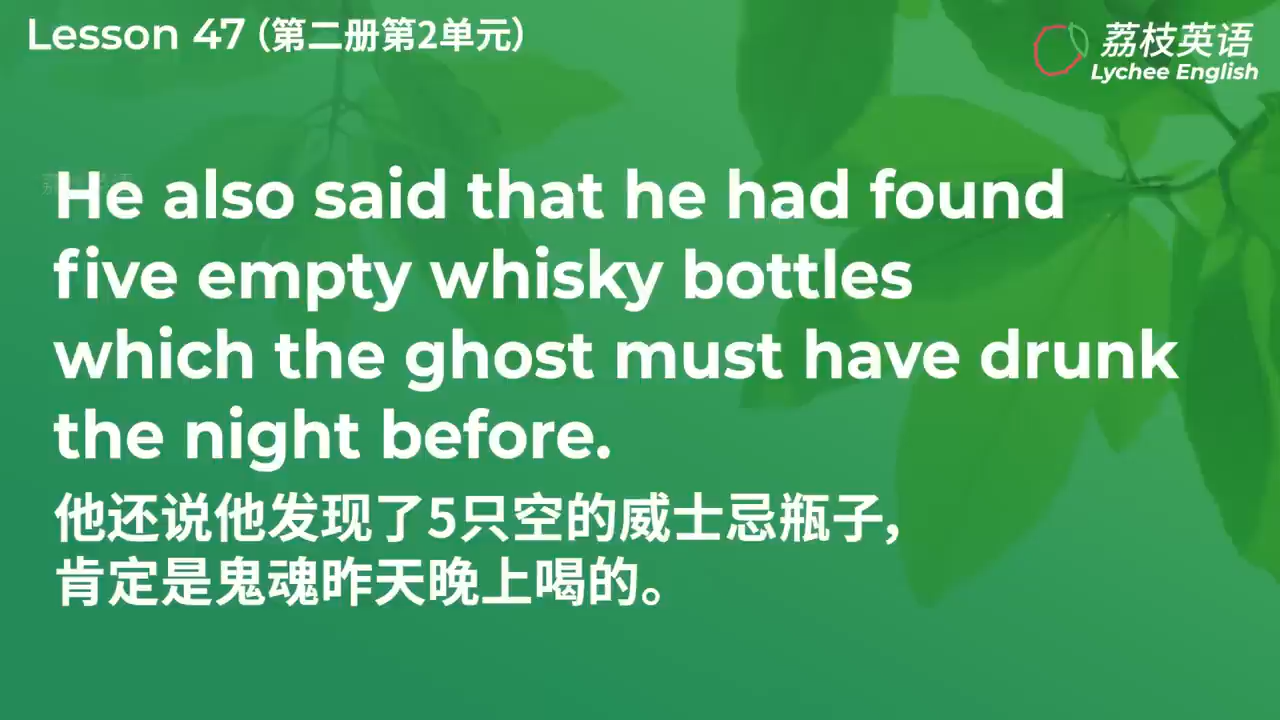 Lesson 47 (第二册第2单元)
荔枝英语
Lychee English
He also said that he had found
five empty whisky bottles
which the ghost must have drunk
the night before.
他还说他发现了5只空的威士忌瓶子,
肯定是鬼魂昨天晚上喝的。